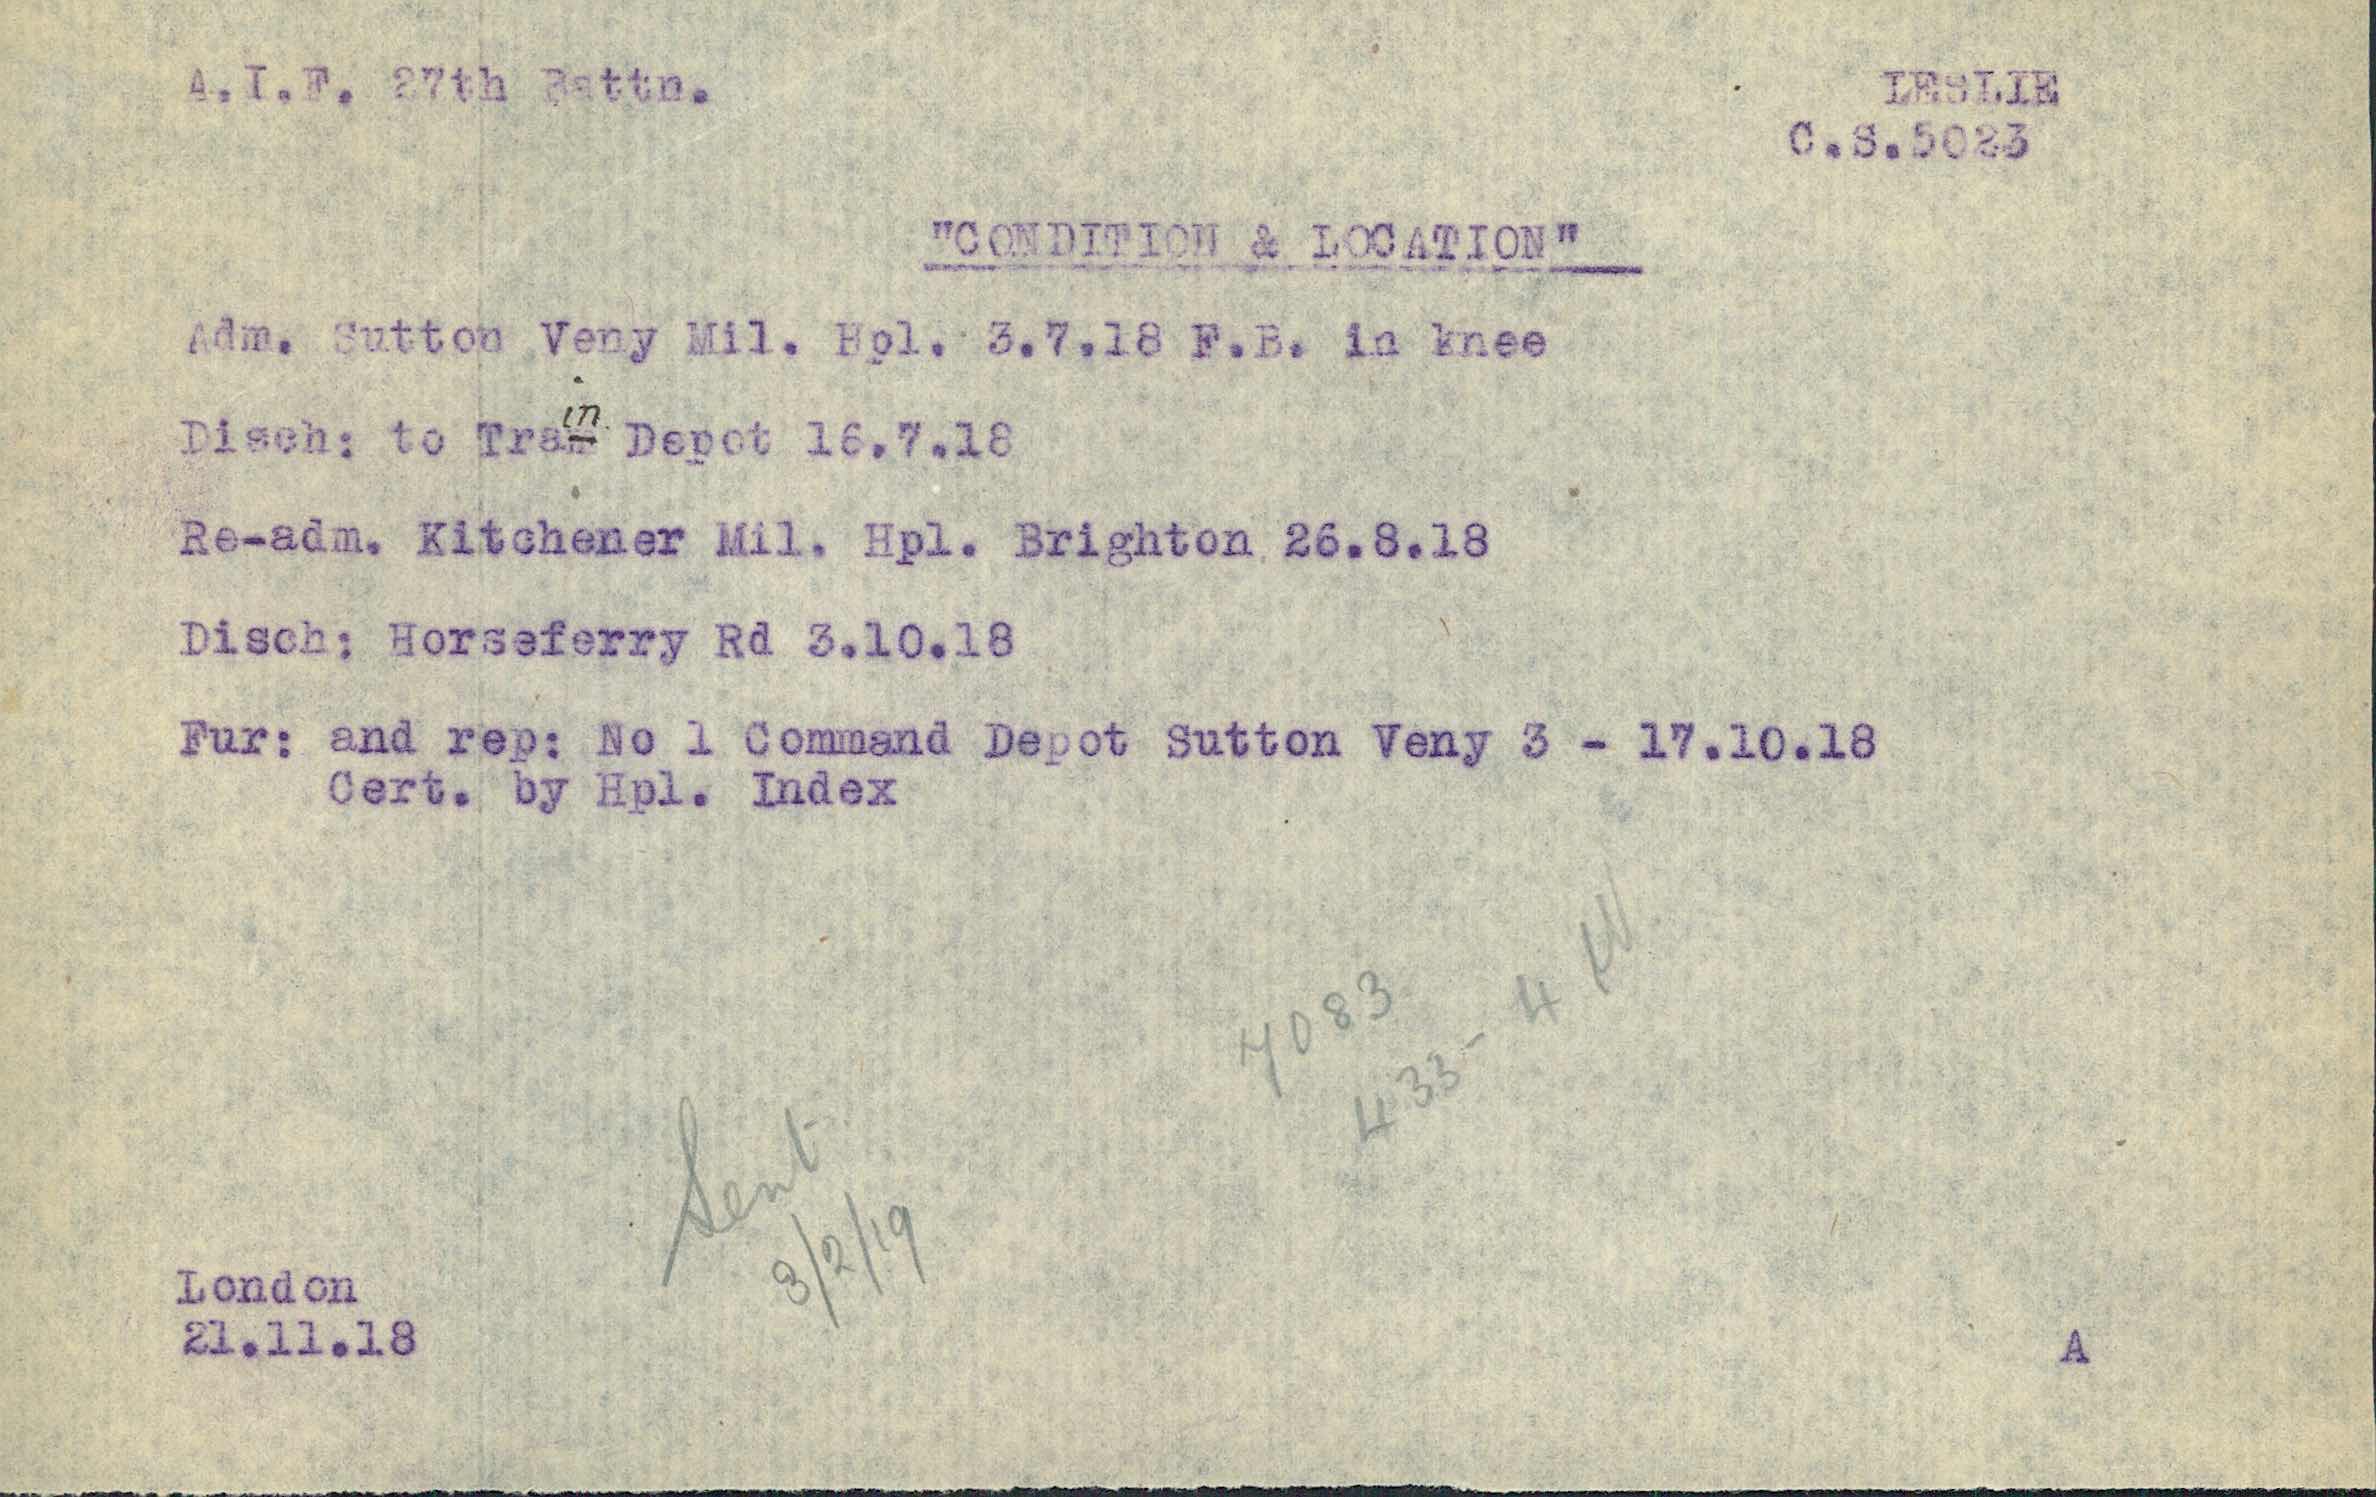 A.I.F. 27th Battn.
LESLIE
C.S.5023
"CONDITION & LOCATION"
Adm. Sutton Veny Mil. Hpl. 3.7.18 F.B. in knee
Disch: to Train Depot 16.7.18
Re-adm. Kitchener Mil. Hpl. Brighton 26.8.18
Disch: Horseferry Rd 3.10.18
Fur: and rep: No 1 Command Depot Sutton Veny 3 - 17.10.18
Cert. by Hpl. Index
7083
433-4
Sent
3/2/19
London
21.11.18
A